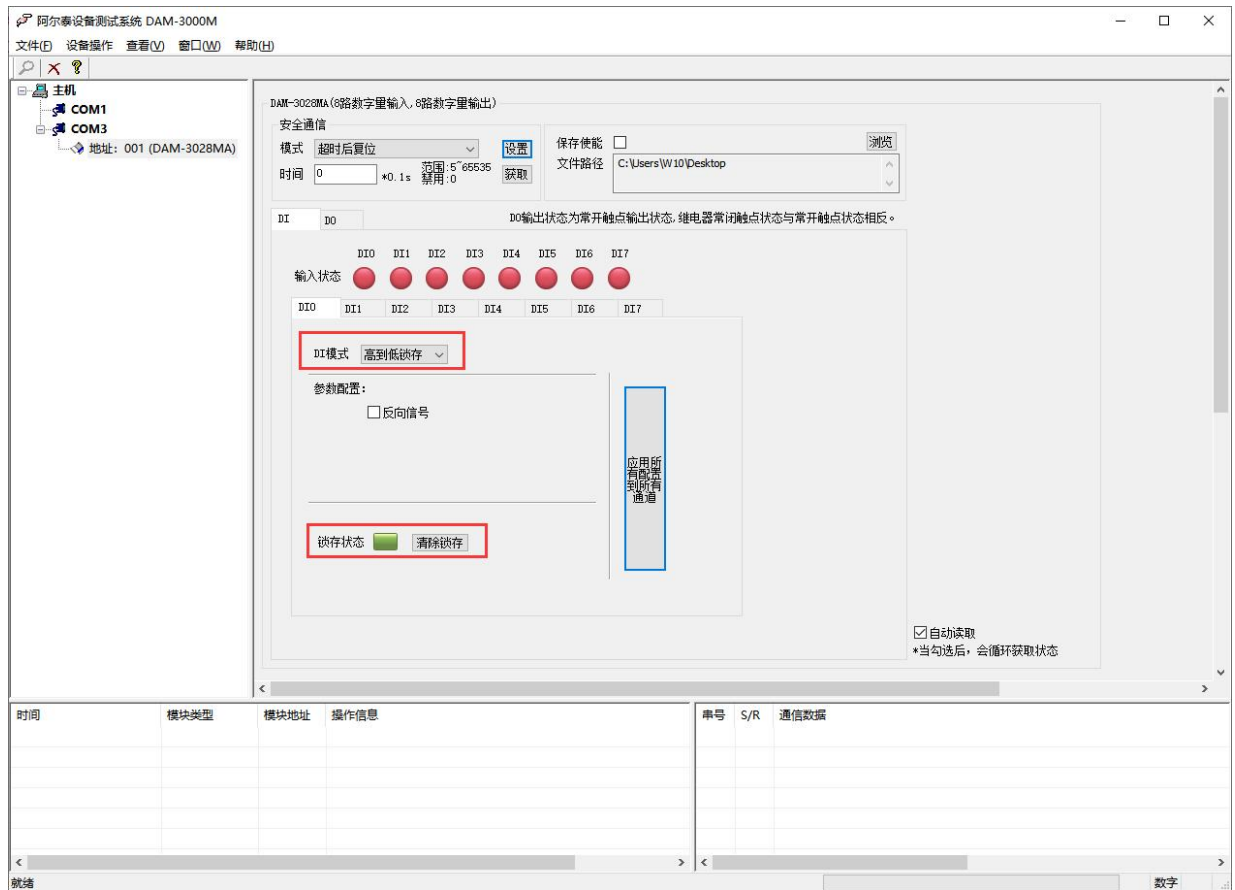 阿尔泰设备测试系统 DAM-3000M
文件(F) 设备操作 查看(V) 窗口(W) 帮助(H)
主机
COM1
COM3
地址：001 (DAM-3028MA)
DAM-3028MA(8路数字量输入,8路数字量输出)
安全通信
模式 超时后复位 设置
时间 0 *0.1s 范围:5~65535 禁用:0 获取
保存使能 浏览
文件路径 C:\Users\W10\Desktop
DI DO DO输出状态为常开触点输出状态,继电器常闭触点状态与常开触点状态相反。
DI0 DI1 DI2 DI3 DI4 DI5 DI6 DI7
输入状态
DI0 DI1 DI2 DI3 DI4 DI5 DI6 DI7
DI模式 高到低锁存
参数配置：
反向信号
应用所
有配置
到所有
通道
锁存状态 清除锁存
自动读取
*当勾选后，会循环获取状态
时间 模块类型 模块地址 操作信息 串号 S/R 通信数据
就绪 数字